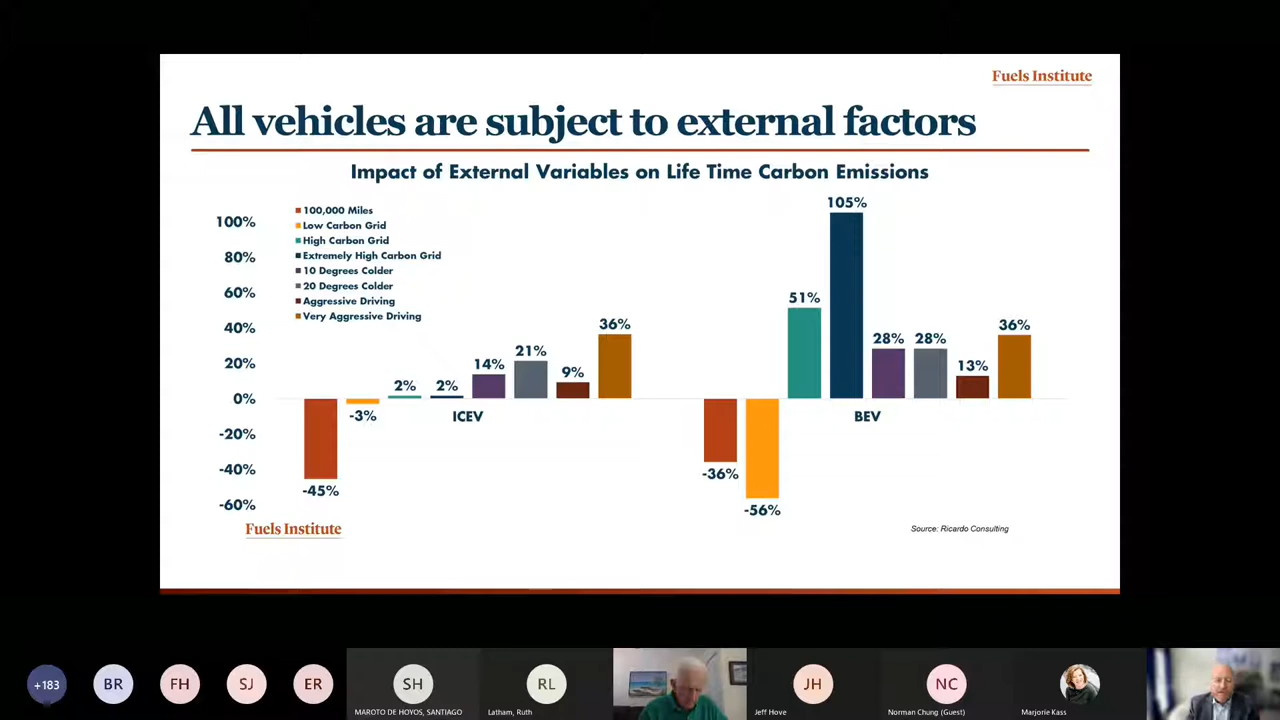 Fuels Institute
All vehicles are subject to external factors
Impact of External Variables on Life Time Carbon Emissions
100%
80%
60%
40%
20%
0%
-20%
-40%
-60%
100,000 Miles
Low Carbon Grid
High Carbon Grid
Extremely High Carbon Grid
10 Degrees Colder
20 Degrees Colder
Aggressive Driving
Very Aggressive Driving
-45%
-3%
2%
2%
14%
21%
9%
36%
ICEV
-36%
-56%
51%
105%
28%
28%
13%
36%
BEV
Fuels Institute
Source: Ricardo Consulting
+183
BR
FH
SJ
ER
SH
MAROTO DE HOYOS, SANTIAGO
RL
Latham, Ruth
JH
Jeff Hove
NC
Norman Chung (Guest)
Marjorie Kass